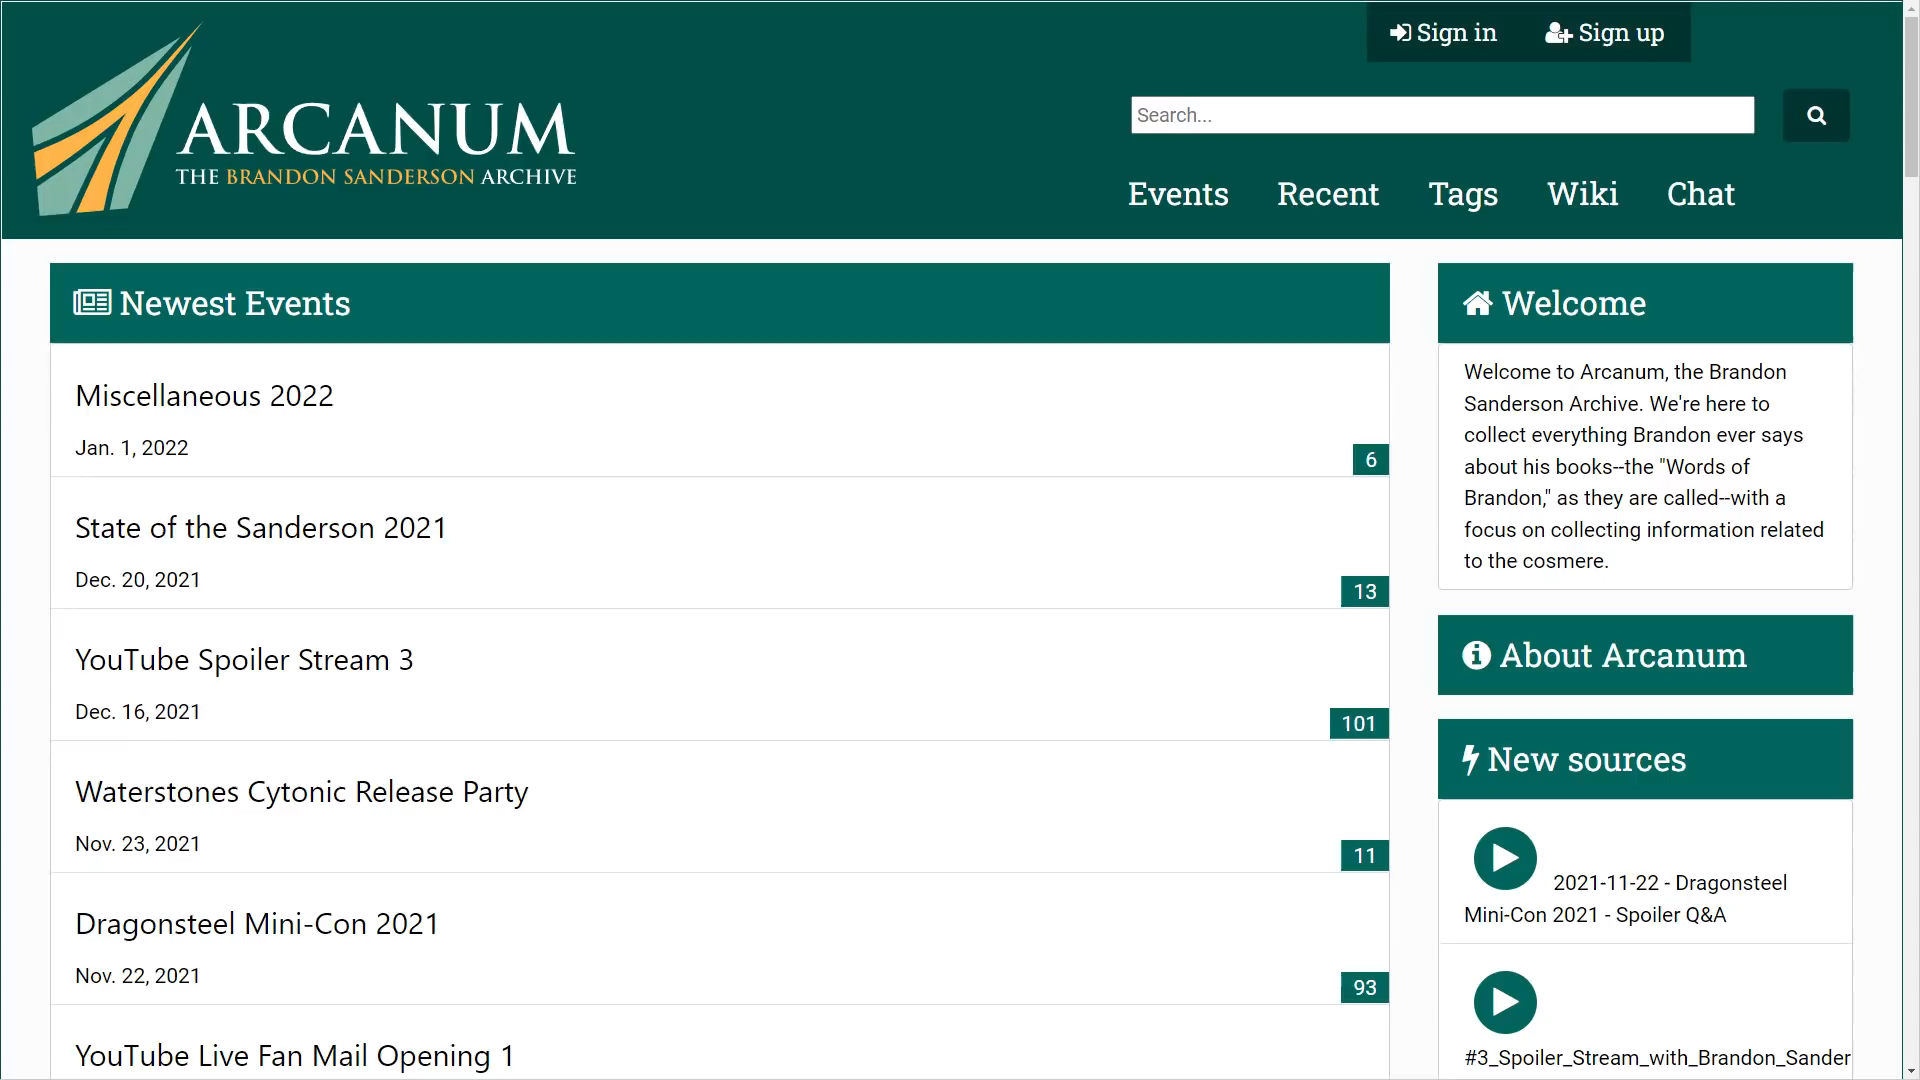 Sign in
Sign up
ARCANUM
THE BRANDON SANDERSON ARCHIVE
Search...
Events
Recent
Tags
Wiki
Chat
Newest Events
Miscellaneous 2022
Jan. 1, 2022
6
State of the Sanderson 2021
Dec. 20, 2021
13
YouTube Spoiler Stream 3
Dec. 16, 2021
101
Waterstones Cytonic Release Party
Nov. 23, 2021
11
Dragonsteel Mini-Con 2021
Nov. 22, 2021
93
YouTube Live Fan Mail Opening 1
Welcome
Welcome to Arcanum, the Brandon
Sanderson Archive. We're here to
collect everything Brandon ever says
about his books--the "Words of
Brandon," as they are called--with a
focus on collecting information related
to the cosmere.
About Arcanum
New sources
2021-11-22 - Dragonsteel
Mini-Con 2021 - Spoiler Q&A
#3_Spoiler_Stream_with_Brandon_Sander